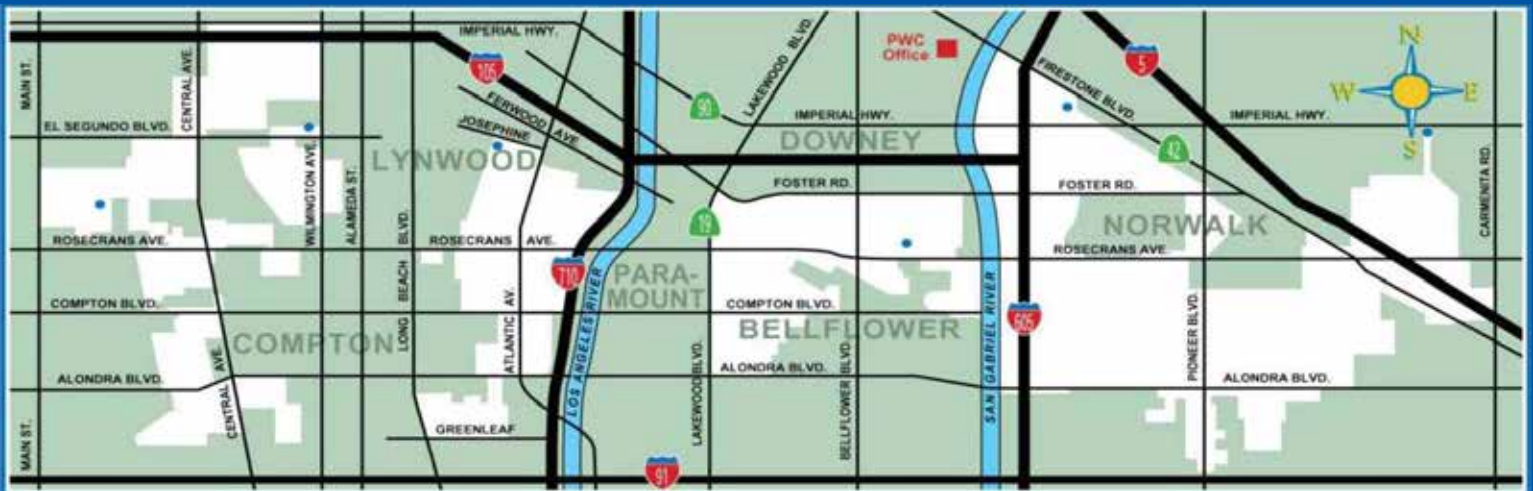 IMPERIAL HWY.
LAKEWOOD BLVD.
PWC
Office
N
W
E
S
5
105
MAIN ST.
CENTRAL AVE.
FIRESTONE BLVD.
FERWOOD AVE.
JOSEPHINE
90
IMPERIAL HWY.
IMPERIAL HWY.
EL SEGUNDO BLVD.
DOWNEY
42
LYNWOOD
WILMINGTON AVE.
ALAMEDA ST.
FOSTER RD.
FOSTER RD.
CARMENITA RD.
19
NORWALK
LONG BEACH BLVD.
ROSECRANS AVE.
ROSECRANS AVE.
ROSECRANS AVE.
710
PARA-
MOUNT
LOS ANGELES RIVER
SAN GABRIEL RIVER
COMPTON BLVD.
COMPTON BLVD.
605
BELLFLOWER
COMPTON
ATLANTIC AV.
PIONEER BLVD.
ALONDRA BLVD.
CENTRAL AVE.
LAKEWOOD BLVD.
ALONDRA BLVD.
BELLFLOWER BLVD.
ALONDRA BLVD.
MAIN ST.
GREENLEAF
91